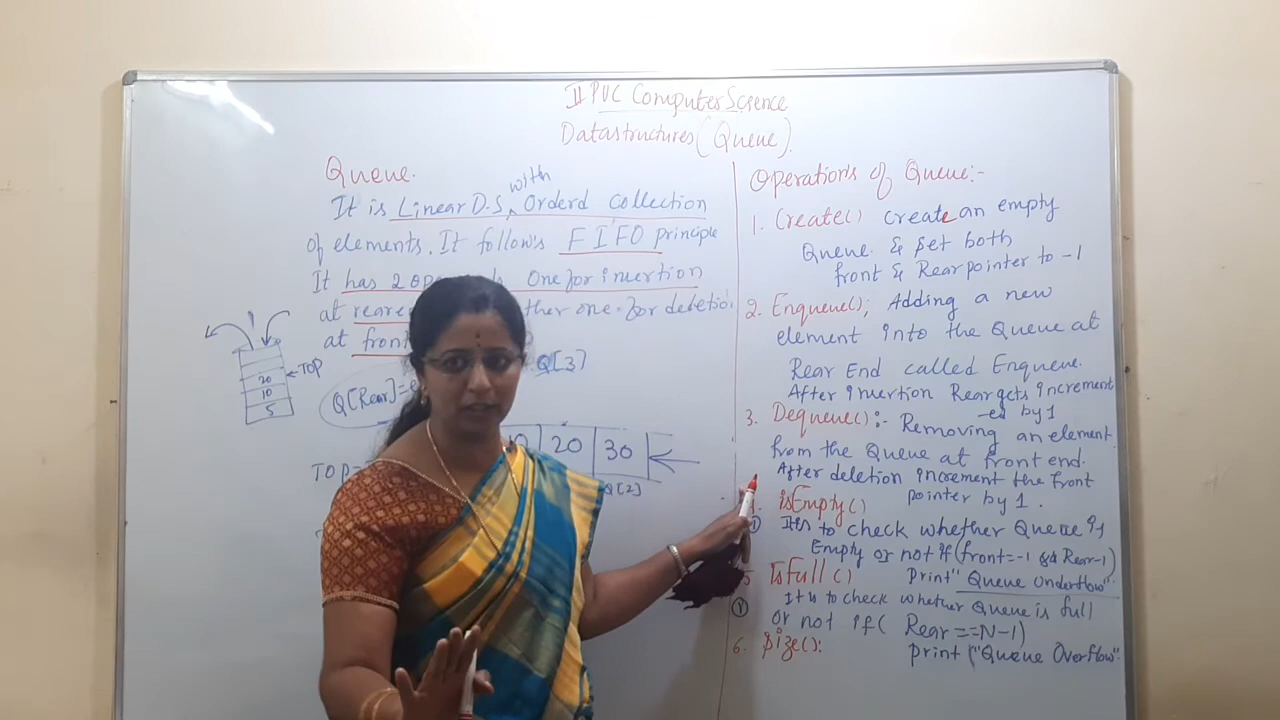 II PUC Computer Science
Datastructures (Queue)
Queue.
with
It is Linear D.S, Orderd collection
of elements. It follow's FIFO principle
It has 2 one for insertion
at ther one for deletion
at front
Q[3]
TOP
20
10
5
Q[Rear]=
20 30
Q[2]
TOP=
Operation's of Queue:-
1. Create() create an empty
Queue. & set both
front & Rear pointer to -1
2. Enqueue(); Adding a new
element into the Queue at
Rear End called Enqueue.
After insertion Rear gets increment
-ed by 1
3. Dequeue():- Removing an element
from the Queue at front end.
After deletion increment the front
pointer by 1.
isEmpty()
It is to check whether Queue is
Empty or not if(front=-1 && Rear-1)
Print" Queue Underflow"
5 Isfull()
It is to check whether Queue is full
or not if( Rear==N-1)
print ("Queue Overflow"
6. Size():